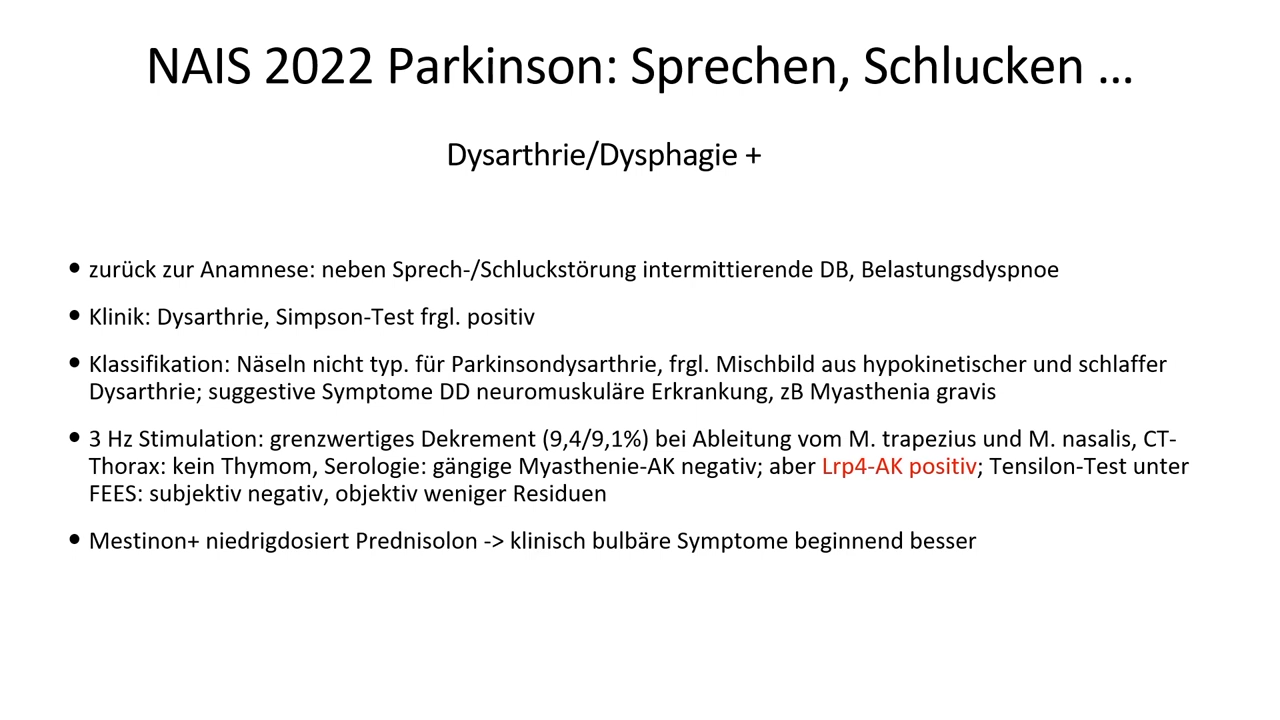 NAIS 2022 Parkinson: Sprechen, Schlucken ...
Dysarthrie/Dysphagie +
• zurück zur Anamnese: neben Sprech-/Schluckstörung intermittierende DB, Belastungsdyspnoe
• Klinik: Dysarthrie, Simpson-Test frgl. positiv
• Klassifikation: Näseln nicht typ. für Parkinsondysarthrie, frgl. Mischbild aus hypokinetischer und schlaffer
Dysarthrie; suggestive Symptome DD neuromuskuläre Erkrankung, zB Myasthenia gravis
• 3 Hz Stimulation: grenzwertiges Dekrement (9,4/9,1%) bei Ableitung vom M. trapezius und M. nasalis, CT-
Thorax: kein Thymom, Serologie: gängige Myasthenie-AK negativ; aber Lrp4-AK positiv; Tensilon-Test unter
FEES: subjektiv negativ, objektiv weniger Residuen
• Mestinon+ niedrigdosiert Prednisolon -> klinisch bulbäre Symptome beginnend besser